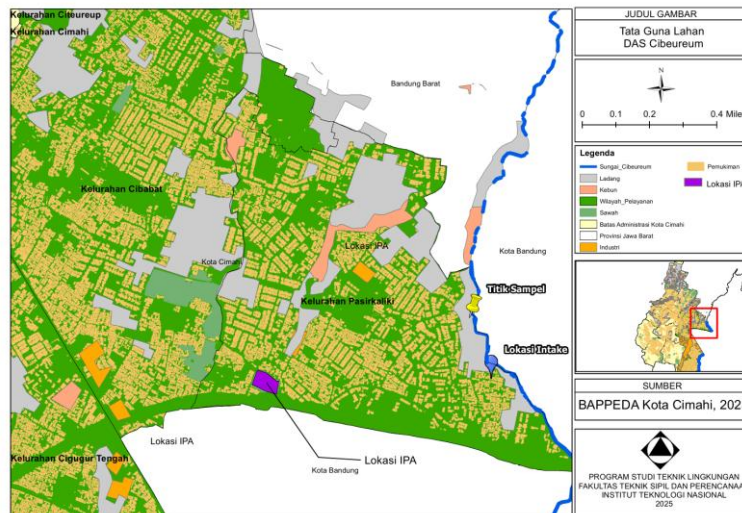 Kelurahan Citeureup
Kelurahan Cimahi
Bandung Barat
Kelurahan Cibabat
Lokasi IPA
Kota Bandung
Kota Cimahi
Titik Sampel
Kelurahan Pasirkaliki
Lokasi Intake
Lokasi IPA
Lokasi IPA
Kelurahan Cigugur Tengah
Kota Bandung
JUDUL GAMBAR
Tata Guna Lahan
DAS Cibeureum
N
0 0.1 0.2 0.4 Mile
Legenda
Sungai_Cibeureum
Ladang
Kebun
Wilayah_Pelayanan
Sawah
Batas Administrasi Kota Cimahi
Provinsi Jawa Barat
Industri
Pemukiman
Lokasi IPA
SUMBER
BAPPEDA Kota Cimahi, 202
PROGRAM STUDI TEKNIK LINGKUNGAN
FAKULTAS TEKNIK SIPIL DAN PERENCANAA
INSTITUT TEKNOLOGI NASIONAL
2025